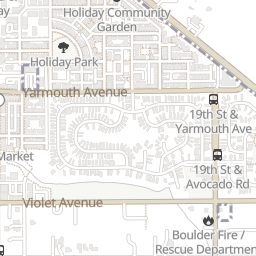 Holiday Community
Garden
Holiday Park
Yarmouth Avenue
19th St &
Yarmouth Ave
Market
19th St &
Avocado Rd
Violet Avenue
Boulder Fire /
Rescue Department